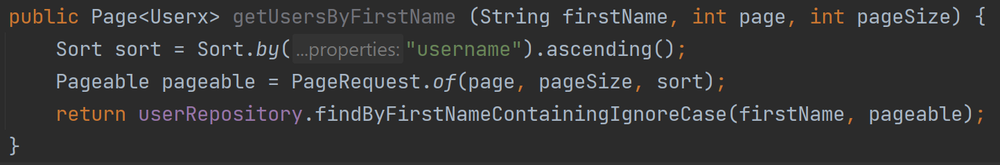 public Page<Userx> getUsersByFirstName (String firstName, int page, int pageSize) {
Sort sort = Sort.by(...properties: "username").ascending();
Pageable pageable = PageRequest.of(page, pageSize, sort);
return userRepository.findByFirstNameContainingIgnoreCase(firstName, pageable);
}